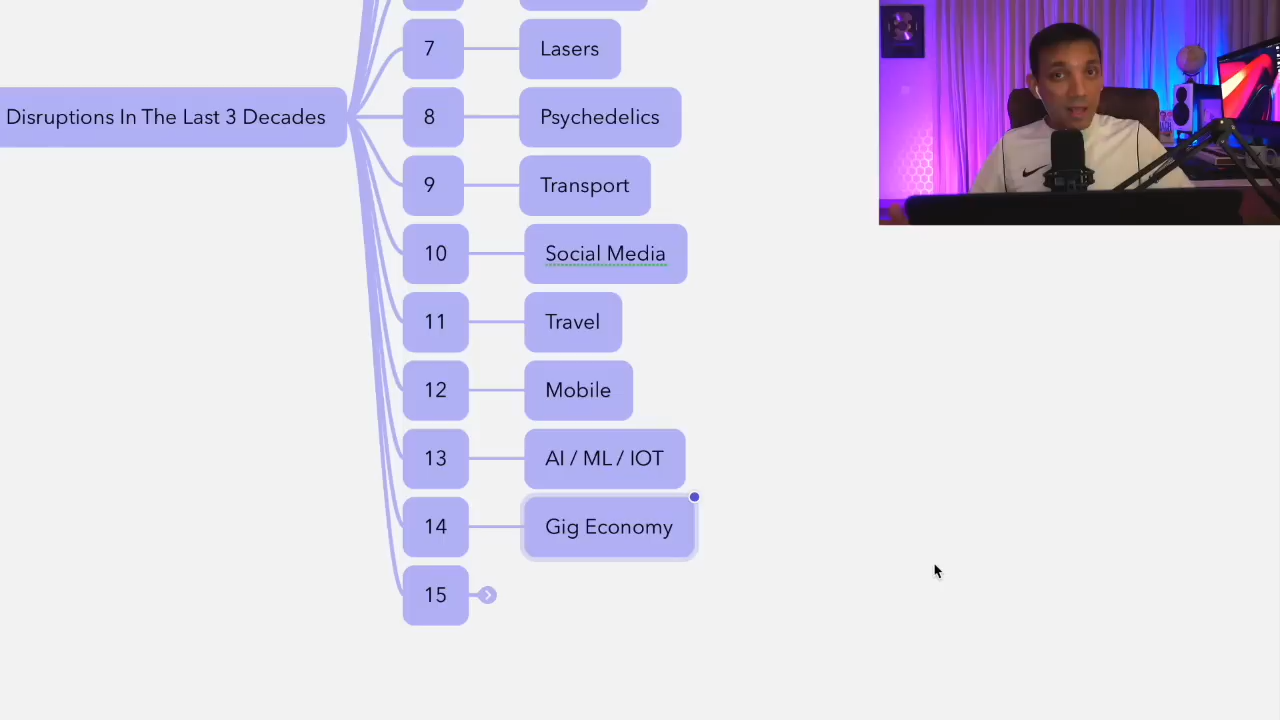 7
Lasers
Disruptions In The Last 3 Decades
8
Psychedelics
9
Transport
10
Social Media
11
Travel
12
Mobile
13
AI / ML / IOT
14
Gig Economy
15